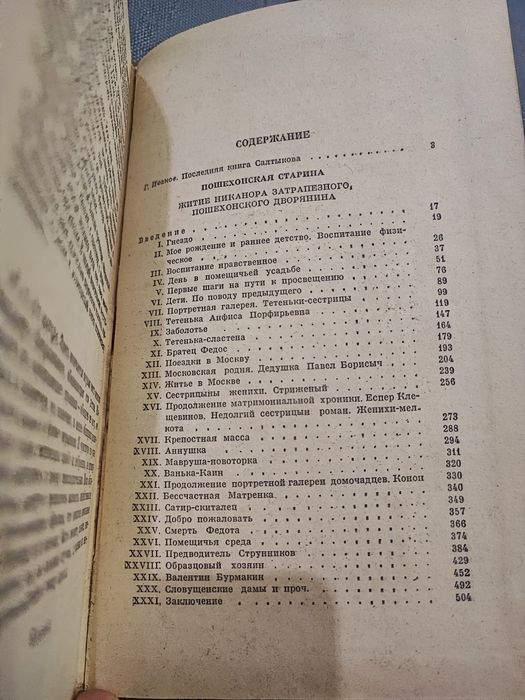 СОДЕРЖАНИЕ
Г. Иванов. Последняя книга Салтыкова . . . 3
ПОШЕХОНСКАЯ СТАРИНА
ЖИТИЕ НИКАНОРА ЗАТРАПЕЗНОГО,
ПОШЕХОНСКОГО ДВОРЯНИНА
Введение . . . 17
I. Гнездо . . . 19
II. Мое рождение и раннее детство. Воспитание физи-
ческое . . . 26
III. Воспитание нравственное . . . 37
IV. День в помещичьей усадьбе . . . 51
V. Первые шаги на пути к просвещению . . . 76
VI. Дети. По поводу предыдущего . . . 89
VII. Портретная галерея. Тетеньки-сестрицы . . . 99
VIII. Тетенька Анфиса Порфирьевна . . . 119
IX. Заболотье . . . 147
X. Тетенька-сластена . . . 164
XI. Братец Федос . . . 179
XII. Поездки в Москву . . . 193
XIII. Московская родня. Дедушка Павел Борисыч . . . 204
XIV. Житье в Москве . . . 239
XV. Сестрицыны женихи. Стриженый . . . 256
XVI. Продолжение матримониальной хроники. Еспер Кле-
щевинов. Недолгий сестрицын роман. Женихи-мел-
кота . . . 273
XVII. Крепостная масса . . . 288
XVIII. Аннушка . . . 294
XIX. Мавруша-новоторка . . . 311
XX. Ванька-Каин . . . 320
XXI. Продолжение портретной галереи домочадцев. Конон 330
XXII. Бессчастная Матренка . . . 340
XXIII. Сатир-скиталец . . . 349
XXIV. Добро пожаловать . . . 357
XXV. Смерть Федота . . . 366
XXVI. Помещичья среда . . . 374
XXVII. Предводитель Струнников . . . 384
XXVIII. Образцовый хозяин . . . 429
XXIX. Валентин Бурмакин . . . 452
XXX. Словущенские дамы и проч. . . . 492
XXXI. Заключение . . . 504